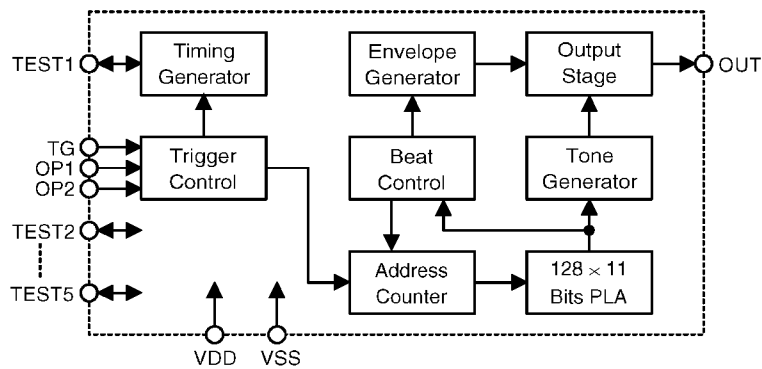 TEST1
Timing
Generator
Envelope
Generator
Output
Stage
OUT
TG
OP1
OP2
Trigger
Control
Beat
Control
Tone
Generator
TEST2
TEST5
Address
Counter
128 × 11
Bits PLA
VDD
VSS